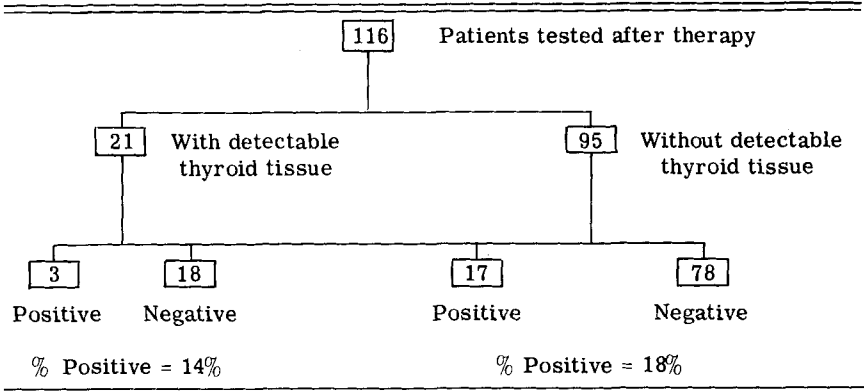 116 Patients tested after therapy
21 With detectable
thyroid tissue
95 Without detectable
thyroid tissue
3 18 17 78
Positive Negative Positive Negative
% Positive = 14% % Positive = 18%